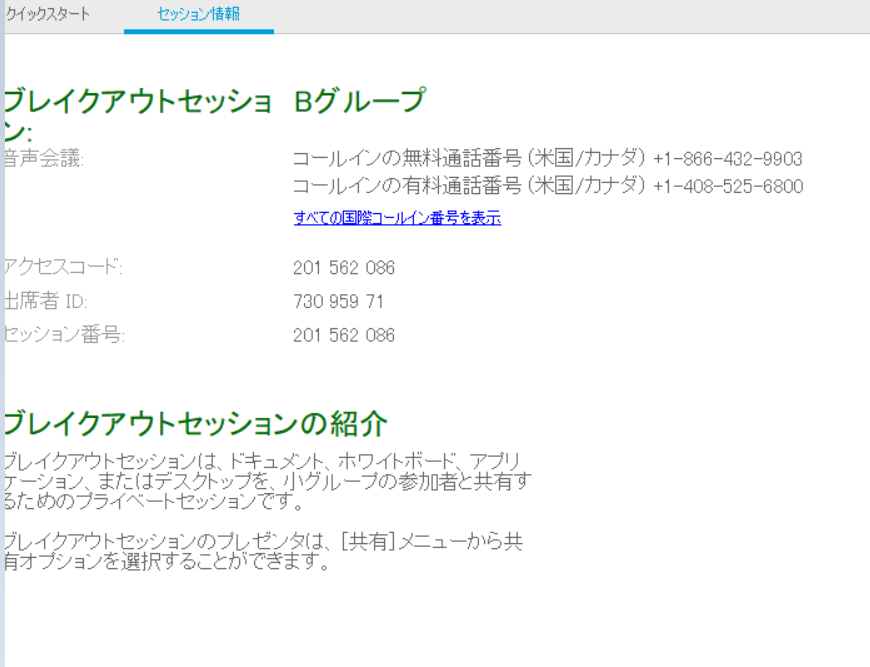 クイックスタート セッション情報
ブレイクアウトセッショ Bグループ
ン:
音声会議: コールインの無料通話番号 (米国/カナダ) +1-866-432-9903
コールインの有料通話番号 (米国/カナダ) +1-408-525-6800
すべての国際コールイン番号を表示
アクセスコード: 201 562 086
出席者 ID: 730 959 71
セッション番号: 201 562 086
ブレイクアウトセッションの紹介
ブレイクアウトセッションは、ドキュメント、ホワイトボード、アプリ
ケーション、またはデスクトップを、小グループの参加者と共有す
るためのプライベートセッションです。
ブレイクアウトセッションのプレゼンタは、[共有]メニューから共
有オプションを選択することができます。